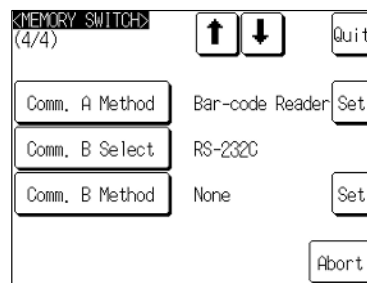 <MEMORY SWITCH>
(4/4)
Quit
Comm. A Method Bar-code Reader Set
Comm. B Select RS-232C
Comm. B Method None Set
Abort